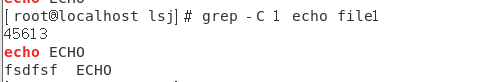 [root@localhost lsj]# grep -C 1 echo file1
45613
echo ECHO
fsdfsf  ECHO